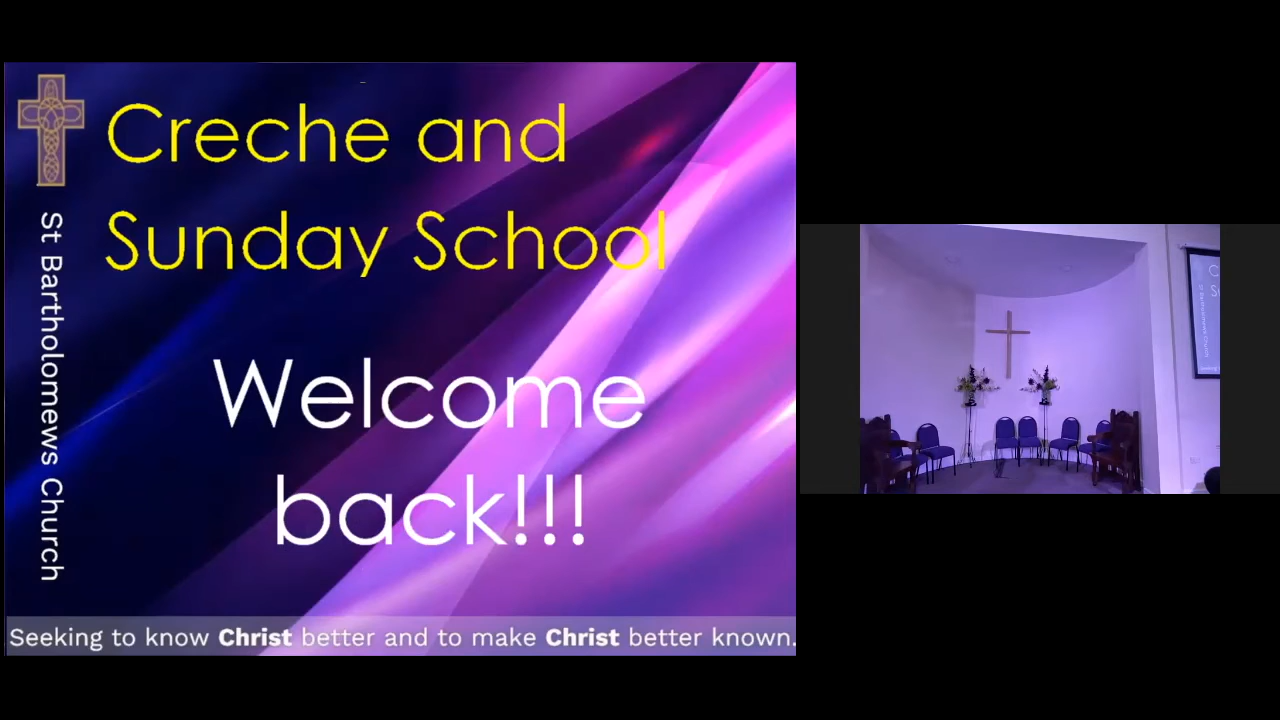 Creche and
Sunday School
Welcome
back!!!
St Bartholomews Church
Seeking to know Christ better and to make Christ better known.